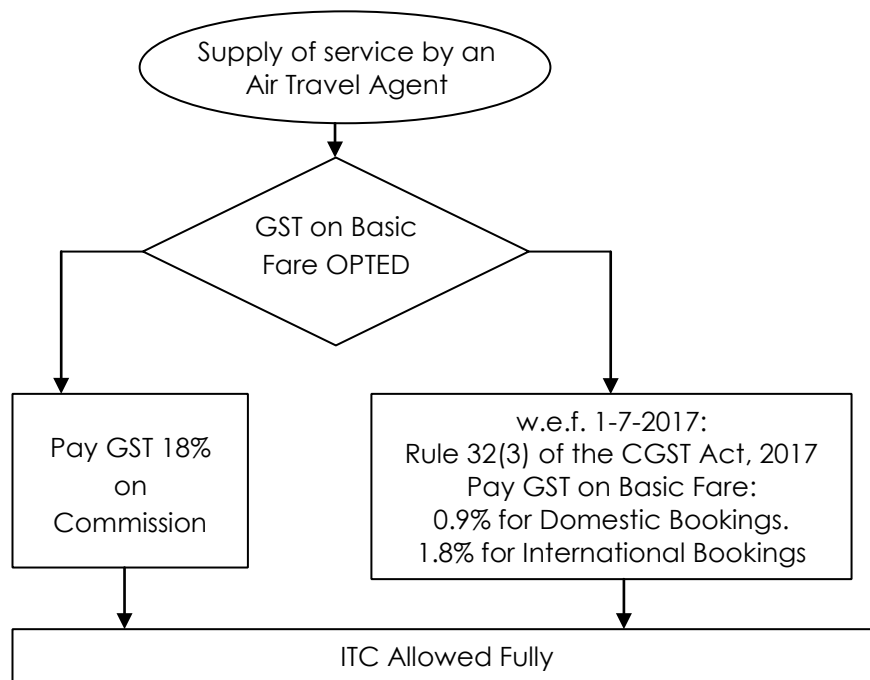 Supply of service by an
Air Travel Agent
GST on Basic
Fare OPTED
Pay GST 18%
on
Commission
w.e.f. 1-7-2017:
Rule 32(3) of the CGST Act, 2017
Pay GST on Basic Fare:
0.9% for Domestic Bookings.
1.8% for International Bookings
ITC Allowed Fully